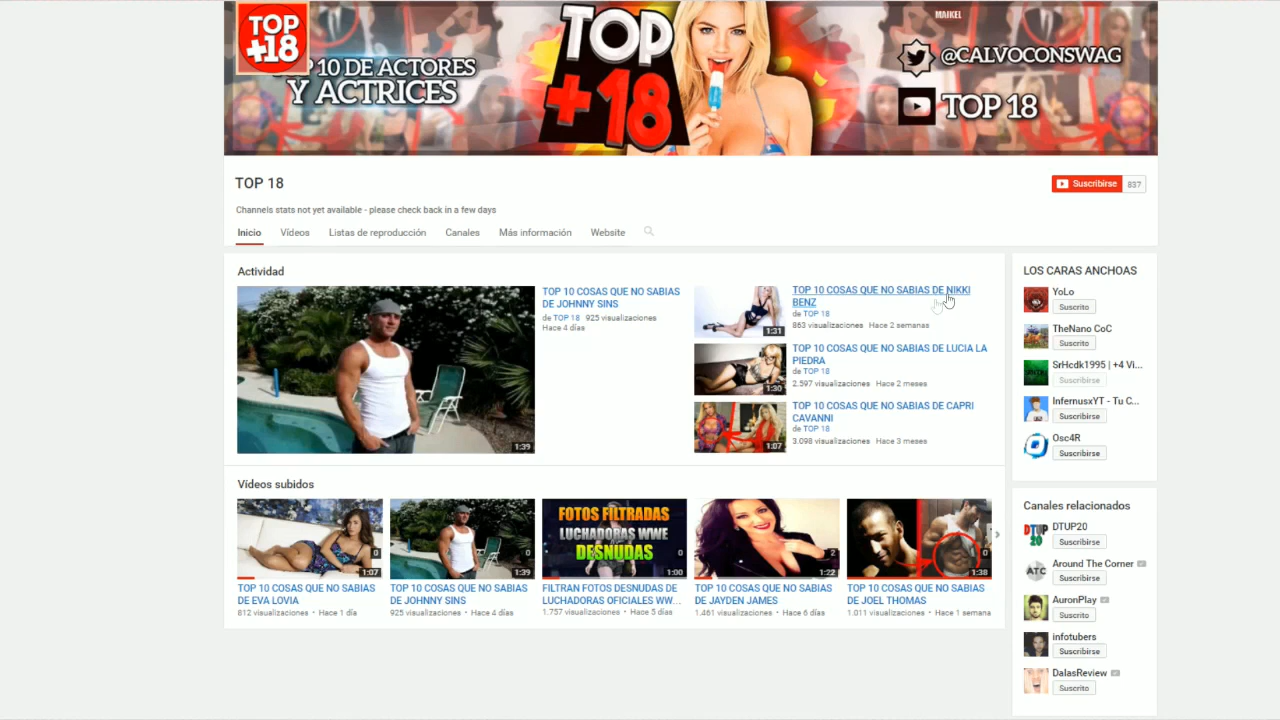 TOP
+18
TOP 10 DE ACTORES
Y ACTRICES
TOP
+18
MAIKEL
@CALVOCONSWAG
TOP 18
TOP 18
Suscribirse 837
Channels stats not yet available - please check back in a few days
Inicio Vídeos Listas de reproducción Canales Más información Website
Actividad
1:39
TOP 10 COSAS QUE NO SABIAS
DE JOHNNY SINS
de TOP 18 925 visualizaciones
Hace 4 días
1:31
TOP 10 COSAS QUE NO SABIAS DE NIKKI
BENZ
de TOP 18
863 visualizaciones Hace 2 semanas
1:30
TOP 10 COSAS QUE NO SABIAS DE LUCIA LA
PIEDRA
de TOP 18
2.597 visualizaciones Hace 2 meses
1:07
TOP 10 COSAS QUE NO SABIAS DE CAPRI
CAVANNI
de TOP 18
3.098 visualizaciones Hace 3 meses
Vídeos subidos
0
1:07
TOP 10 COSAS QUE NO SABIAS
DE EVA LOVIA
812 visualizaciones • Hace 1 día
0
1:39
TOP 10 COSAS QUE NO SABIAS
DE JOHNNY SINS
925 visualizaciones • Hace 4 días
FOTOS FILTRADAS
LUCHADORAS WWE
DESNUDAS
0
1:00
FILTRAN FOTOS DESNUDAS DE
LUCHADORAS OFICIALES WW...
1.757 visualizaciones • Hace 5 días
2
1:22
TOP 10 COSAS QUE NO SABIAS
DE JAYDEN JAMES
1.461 visualizaciones • Hace 6 días
0
1:38
TOP 10 COSAS QUE NO SABIAS
DE JOEL THOMAS
1.011 visualizaciones • Hace 1 semana
LOS CARAS ANCHOAS
YoLo
Suscrito
TheNano CoC
Suscrito
SrHcdk1995 | +4 Vi...
Suscribirse
InfernusxYT - Tu C...
Suscribirse
Osc4R
Suscribirse
Canales relacionados
DTUP
20
DTUP20
Suscribirse
ATC
Around The Corner
Suscribirse
AuronPlay
Suscrito
infotubers
Suscribirse
DalasReview
Suscrito